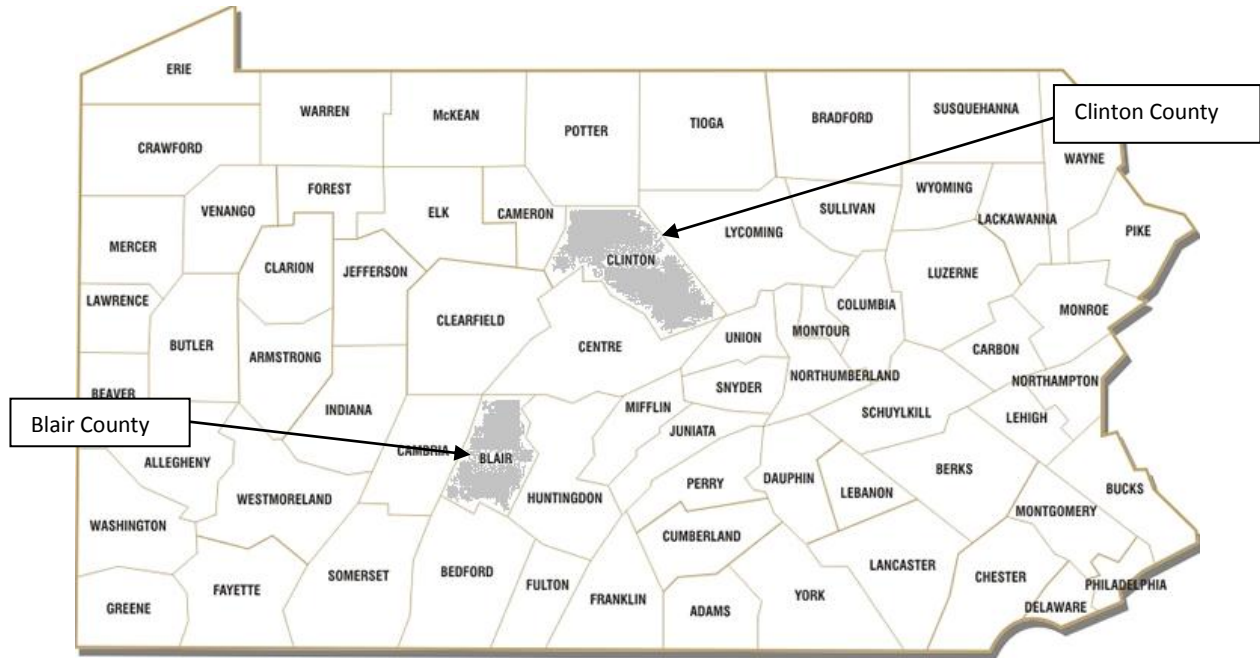 ERIE
WARREN
McKEAN
POTTER
TIOGA
BRADFORD
SUSQUEHANNA
Clinton County
CRAWFORD
WAYNE
FOREST
WYOMING
VENANGO
ELK
CAMERON
SULLIVAN
LACKAWANNA
LYCOMING
PIKE
MERCER
CLARION
JEFFERSON
CLINTON
LUZERNE
LAWRENCE
COLUMBIA
MONROE
CLEARFIELD
MONTOUR
UNION
BUTLER
ARMSTRONG
CENTRE
CARBON
NORTHUMBERLAND
NORTHAMPTON
SNYDER
BEAVER
INDIANA
MIFFLIN
SCHUYLKILL
LEHIGH
Blair County
JUNIATA
CAMBRIA
BLAIR
ALLEGHENY
BERKS
PERRY
DAUPHIN
LEBANON
BUCKS
WESTMORELAND
HUNTINGDON
MONTGOMERY
WASHINGTON
CUMBERLAND
LANCASTER
SOMERSET
BEDFORD
FULTON
CHESTER
PHILADELPHIA
FAYETTE
FRANKLIN
YORK
GREENE
ADAMS
DELAWARE